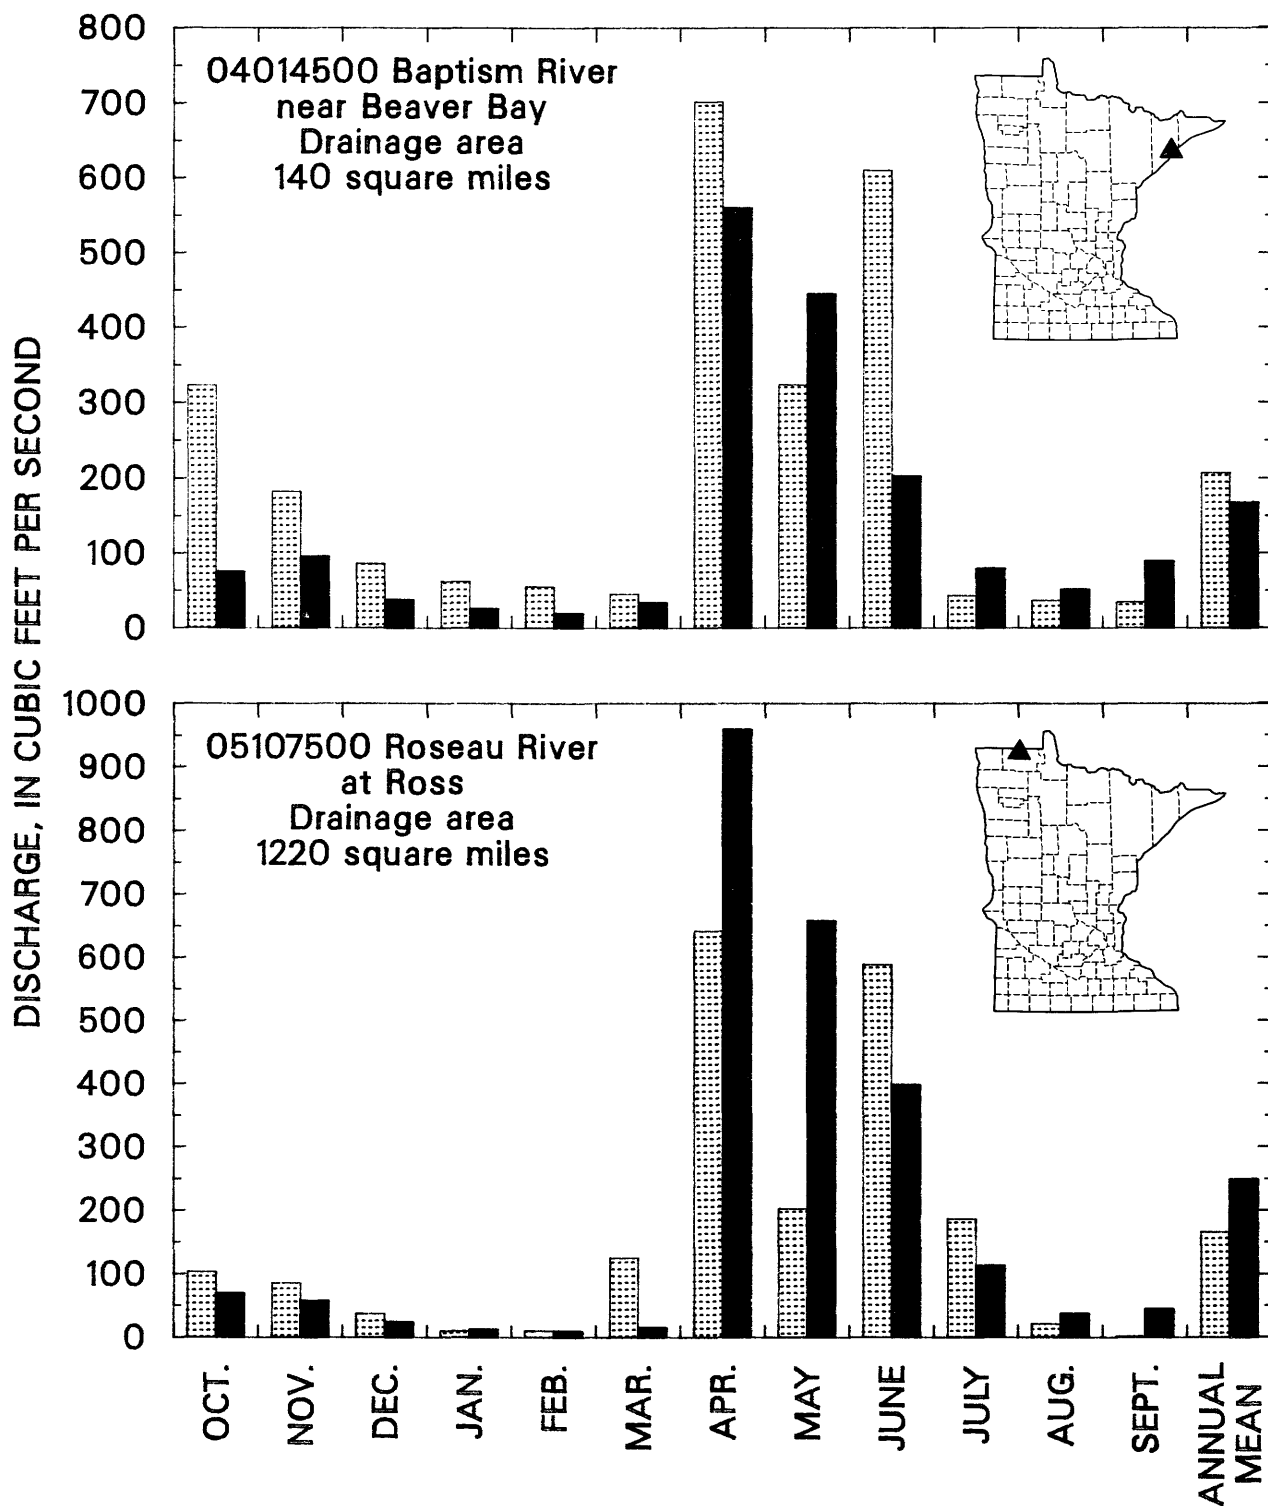 DISCHARGE, IN CUBIC FEET PER SECOND
800
700
600
500
400
300
200
100
0
04014500 Baptism River
near Beaver Bay
Drainage area
140 square miles
1000
900
800
700
600
500
400
300
200
100
0
05107500 Roseau River
at Ross
Drainage area
1220 square miles
OCT.
NOV.
DEC.
JAN.
FEB.
MAR.
APR.
MAY
JUNE
JULY
AUG.
SEPT.
ANNUAL
MEAN